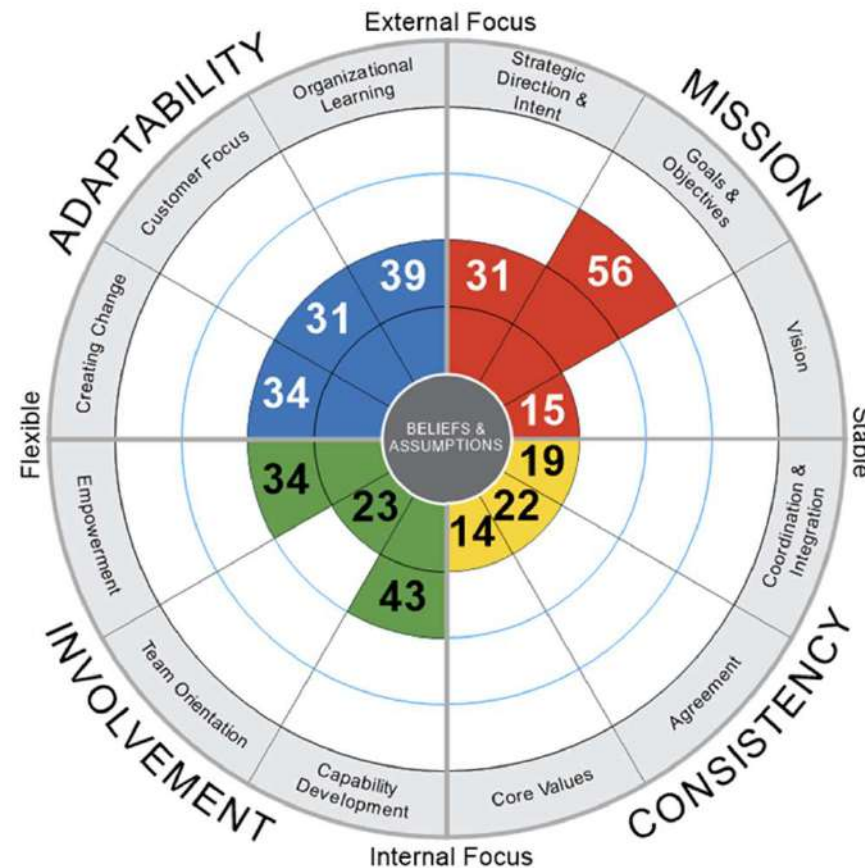 External Focus
ADAPTABILITY
MISSION
Organizational
Learning
Strategic
Direction &
Intent
Customer Focus
Goals &
Objectives
Creating Change
Vision
39
31
31
56
34
15
Flexible
BELIEFS &
ASSUMPTIONS
Stable
34
23
43
19
22
14
Empowerment
Coordination &
Integration
Team Orientation
Agreement
Capability
Development
Core Values
INVOLVEMENT
CONSISTENCY
Internal Focus